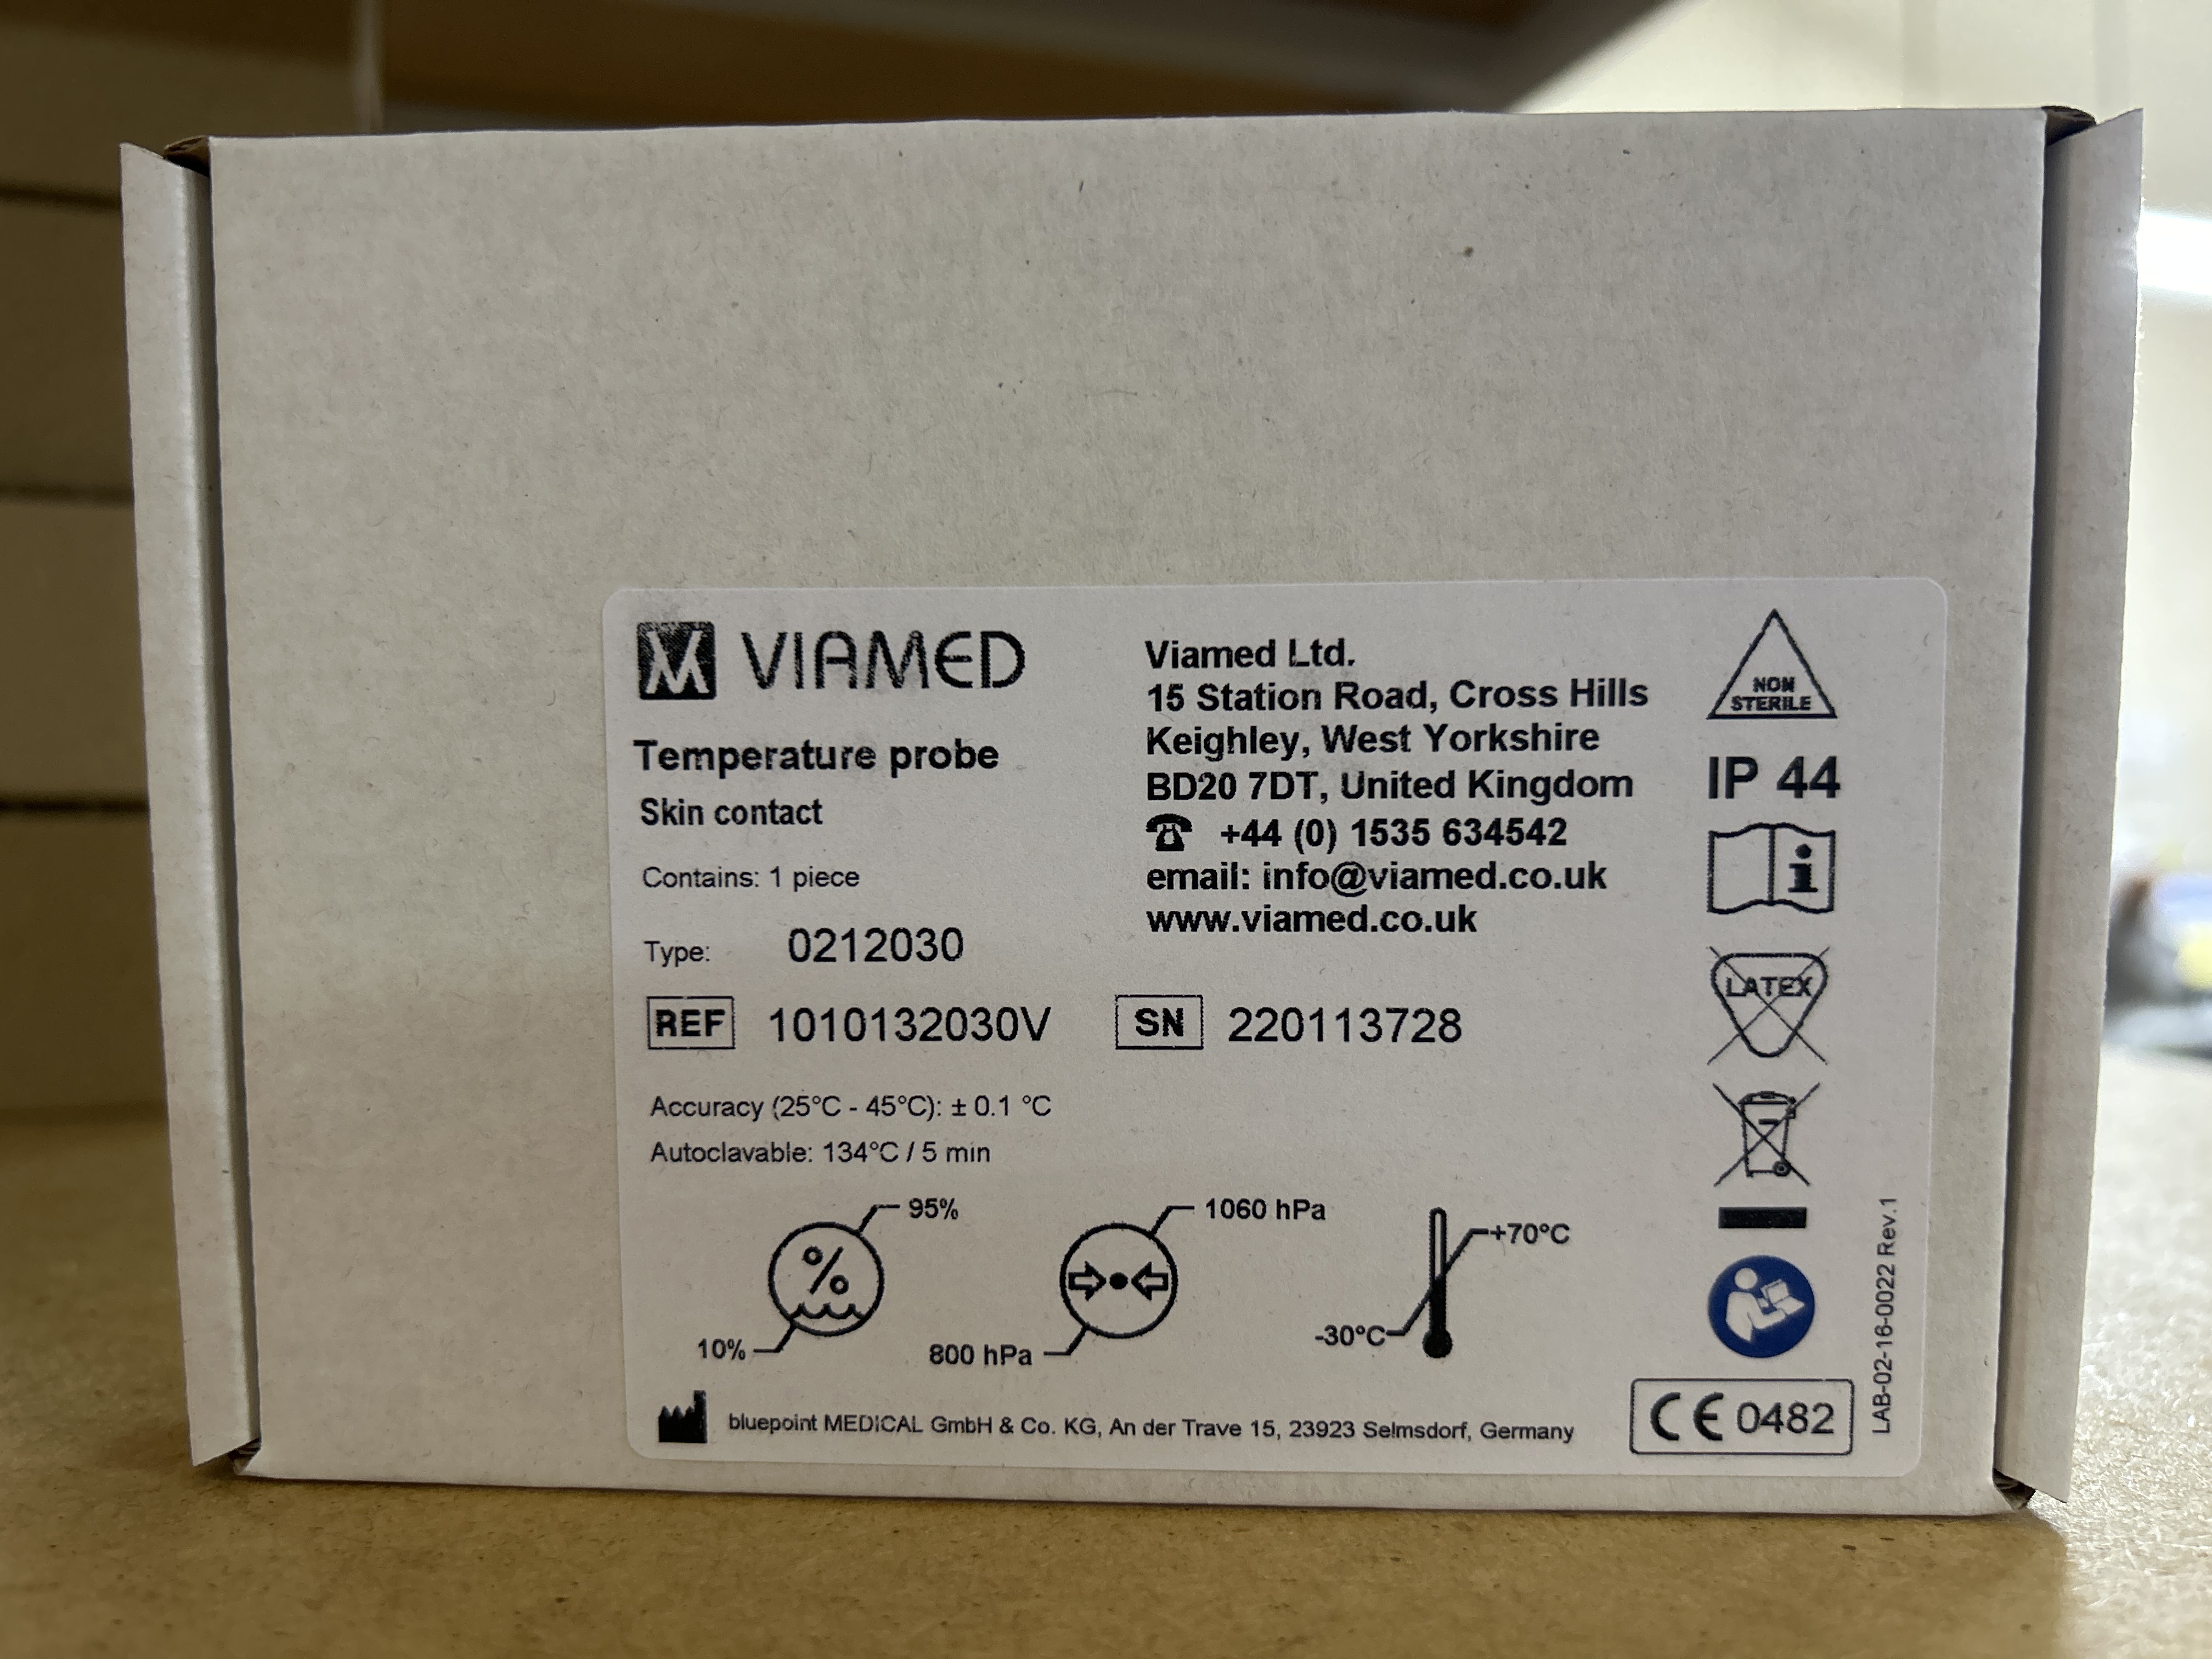 VIAMED
Temperature probe
Skin contact
Contains: 1 piece
Type: 0212030
REF 1010132030V SN 220113728
Accuracy (25°C - 45°C): ± 0.1 °C
Autoclavable: 134°C / 5 min
Viamed Ltd.
15 Station Road, Cross Hills
Keighley, West Yorkshire
BD20 7DT, United Kingdom
☎ +44 (0) 1535 634542
email: info@viamed.co.uk
www.viamed.co.uk
NON
STERILE
IP 44
i
LATEX
95%
%
10%
1060 hPa
800 hPa
+70°C
-30°C
bluepoint MEDICAL GmbH & Co. KG, An der Trave 15, 23923 Selmsdorf, Germany
CE 0482
LAB-02-16-0022 Rev.1